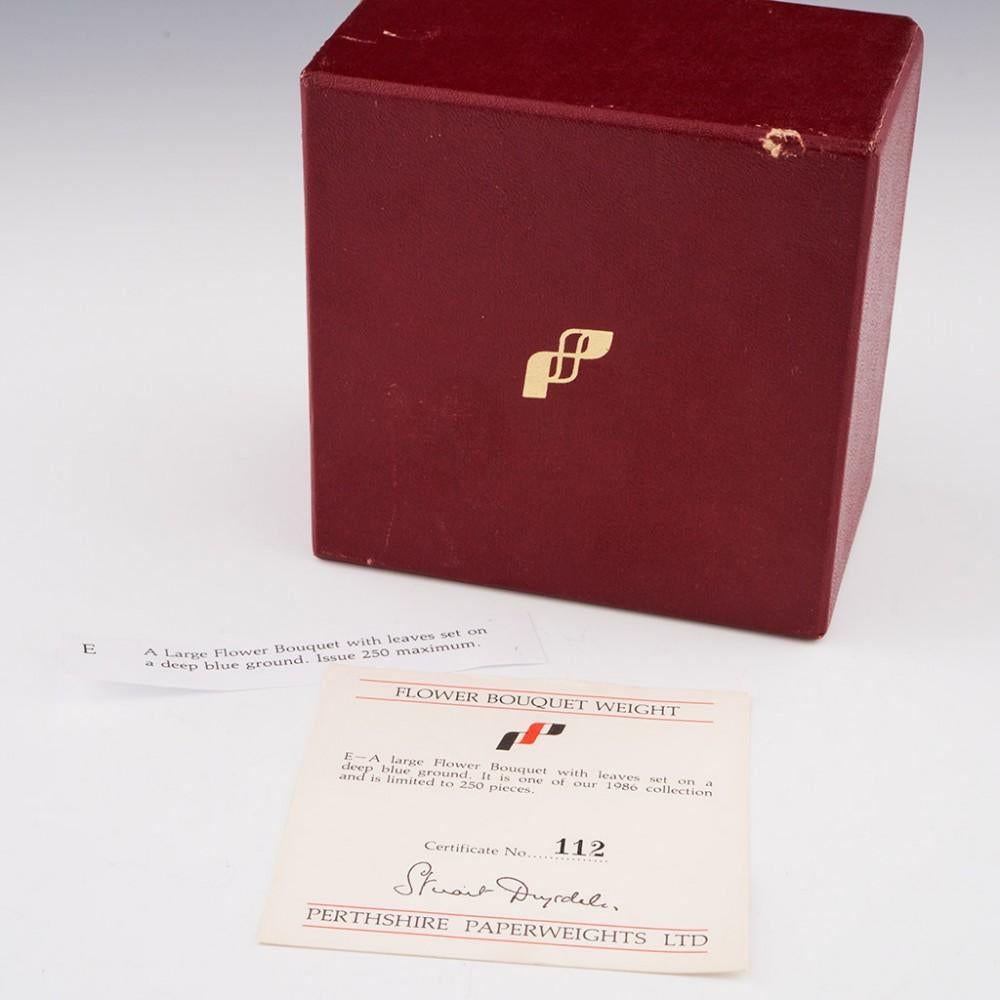 E A Large Flower Bouquet with leaves set on
a deep blue ground. Issue 250 maximum.
FLOWER BOUQUET WEIGHT
E—A large Flower Bouquet with leaves set on a
deep blue ground. It is one of our 1986 collection
and is limited to 250 pieces.
Certificate No. 112
Stuart Drysdale.
PERTHSHIRE PAPERWEIGHTS LTD